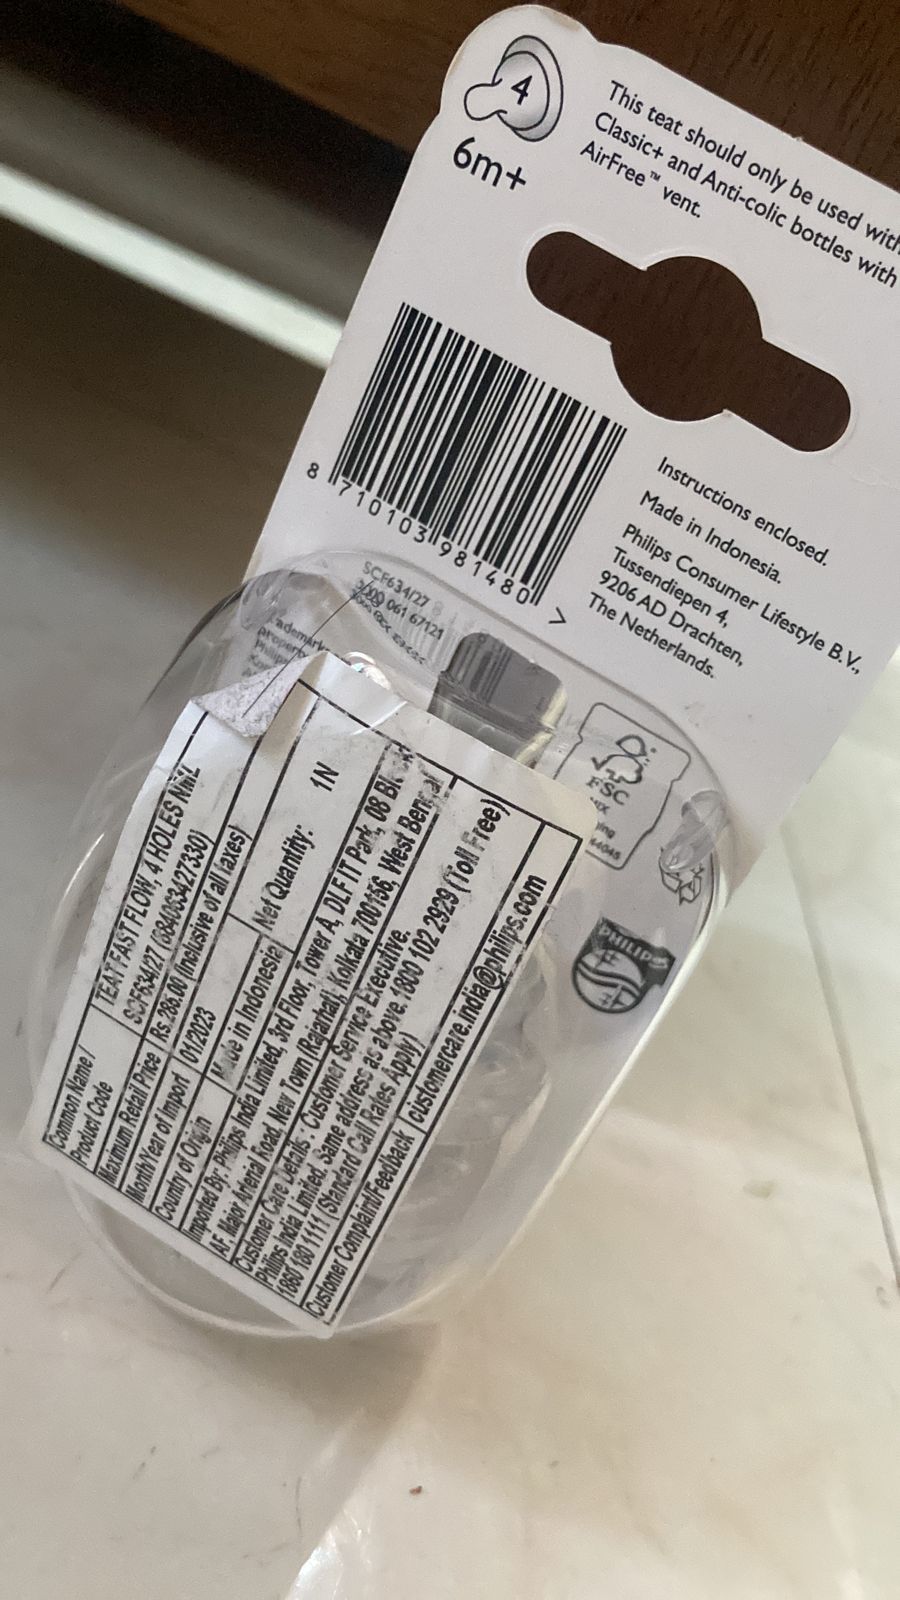 4
6m+
This teat should only be used with
Classic+ and Anti-colic bottles with
AirFree™ vent.
8 710103 981480 >
Instructions enclosed.
Made in Indonesia.
Philips Consumer Lifestyle B.V.,
Tussendiepen 4,
9206 AD Drachten,
The Netherlands.
SCF634/27
3000 061 67121
FSC
PHILIPS
Common Name / Product Code
TEAT FAST FLOW, 4 HOLES
SCF634/27
Maximum Retail Price Rs. (Inclusive of all taxes)
Month/Year of Import 01/2023
Country of Origin Made in Indonesia Net Quantity: 1N
Imported By: Philips India Limited, 3rd Floor, Tower A, DLF IT Park, 08
AF, Major Arterial Road, New Town (Rajarhat), Kolkata 700156, West Bengal
Customer Care Details: Customer Service Executive,
Philips India Limited. Same address as above. 1800 102 2929 (Toll Free)
1860 180 1111 (Standard Call Rates Apply)
Customer Complaint/Feedback customercare.india@philips.com